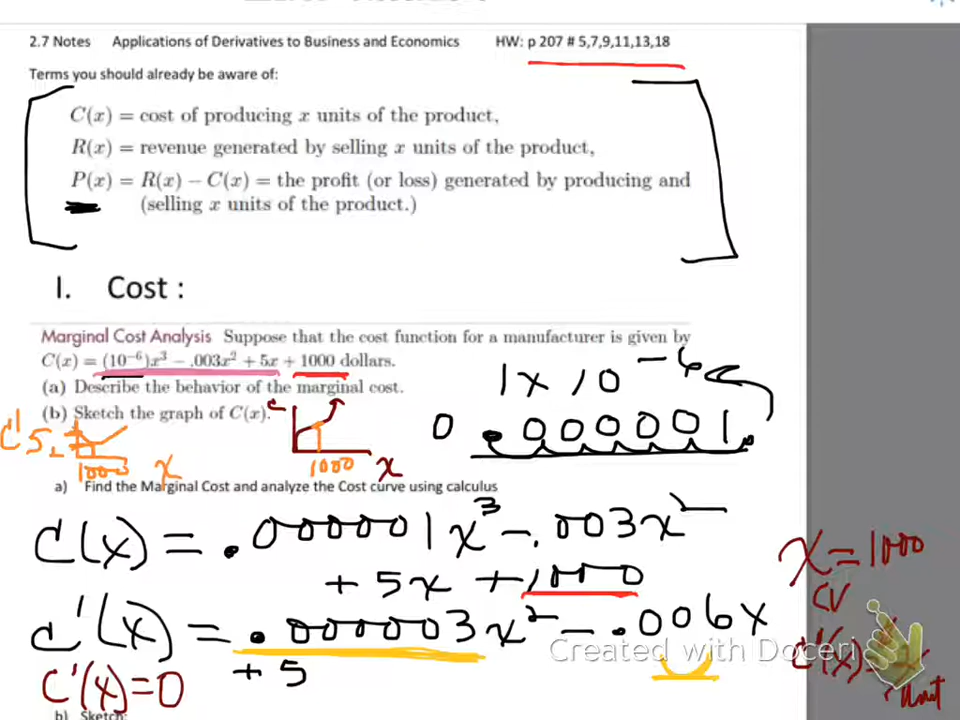 2.7 Notes Applications of Derivatives to Business and Economics HW: p 207 # 5,7,9,11,13,18
Terms you should already be aware of:
C(x) = cost of producing x units of the product,
R(x) = revenue generated by selling x units of the product,
P(x) = R(x) − C(x) = the profit (or loss) generated by producing and
(selling x units of the product.)
I. Cost :
Marginal Cost Analysis Suppose that the cost function for a manufacturer is given by
C(x) = (10⁻⁶)x³ − .003x² + 5x + 1000 dollars.
(a) Describe the behavior of the marginal cost.
(b) Sketch the graph of C(x).
1 x 10⁻⁶
0.000001.
C
1000 x
C' 5
1000 x
a) Find the Marginal Cost and analyze the Cost curve using calculus
C(x) = .000001x³ − .003x²
+ 5x + 1000
C'(x) = .000003x² − .006x
+ 5
C'(x) = 0
x = 1000
CV
C'(x) =
unit
Created with Doceri
b) Sketch: